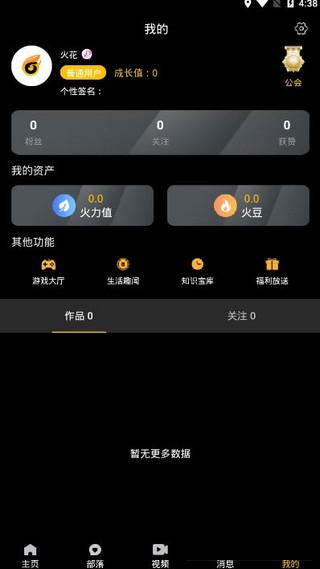 4:38
我的
火花
普通用户 成长值：0
个性签名：
公会
0 0 0
粉丝 关注 获赞
我的资产
0.0
火力值
0.0
火豆
其他功能
游戏大厅 生活趣闻 知识宝库 福利放送
作品 0 关注 0
暂无更多数据
主页 部落 视频 消息 我的